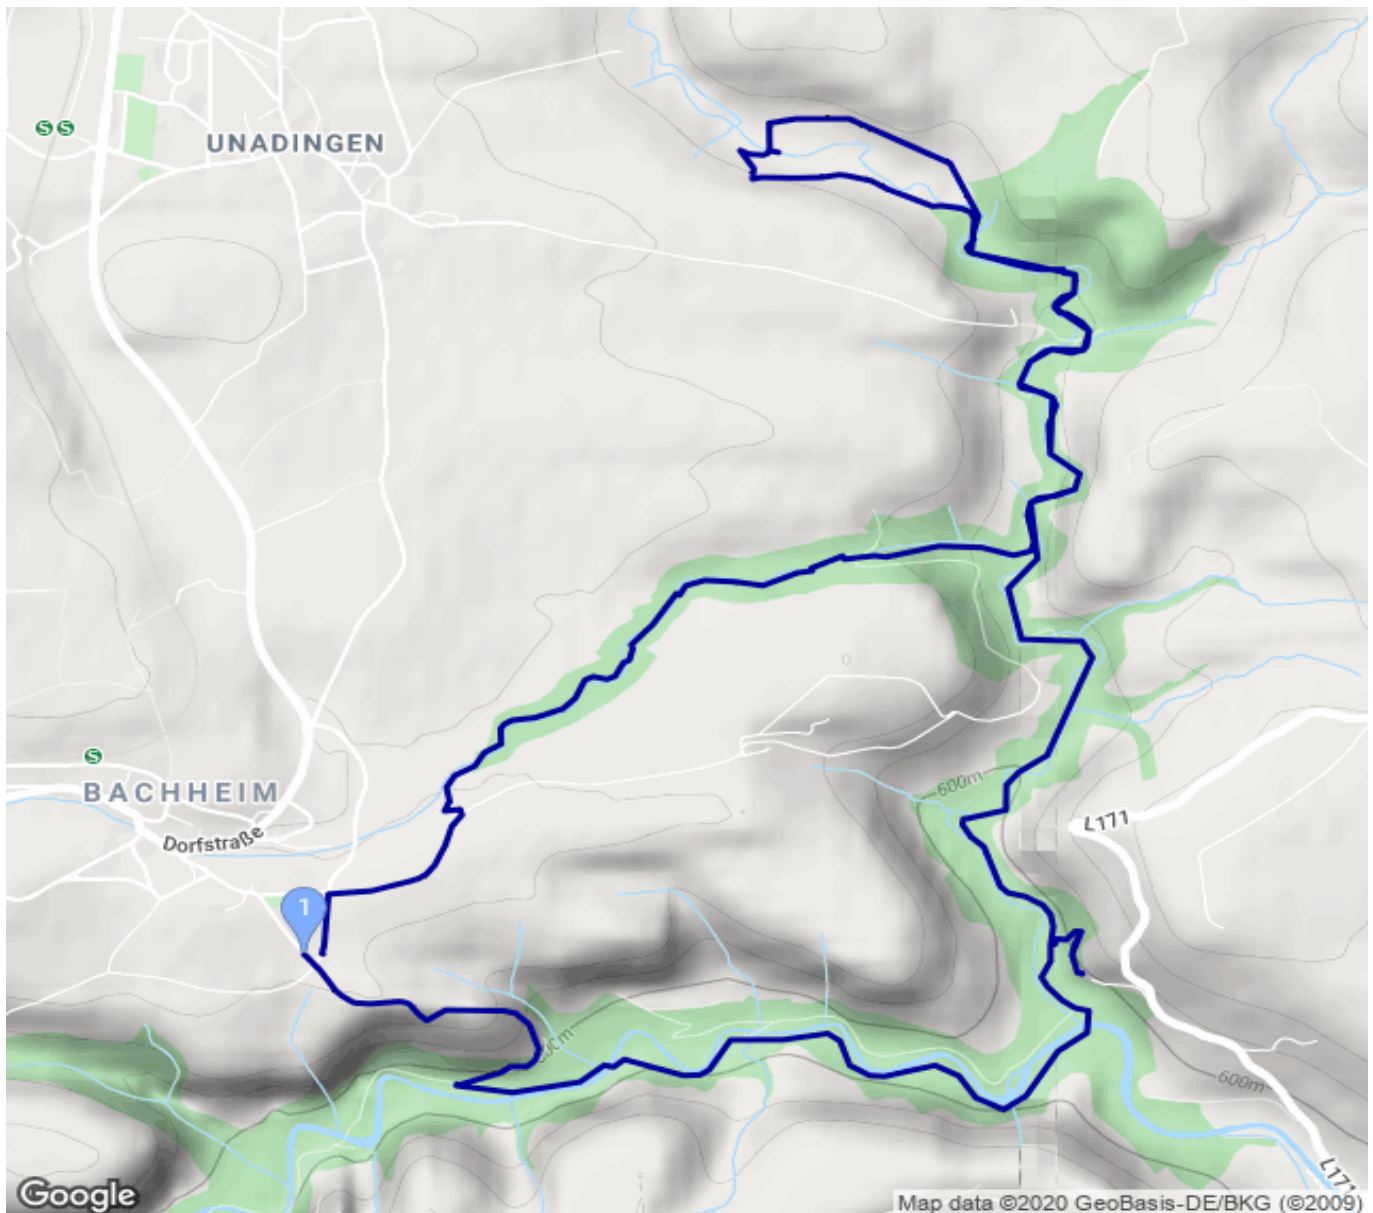 S S
UNADINGEN
S
BACHHEIM
Dorfstraße
1
600m
L171
600m
L171
Google
Map data ©2020 GeoBasis-DE/BKG (©2009)